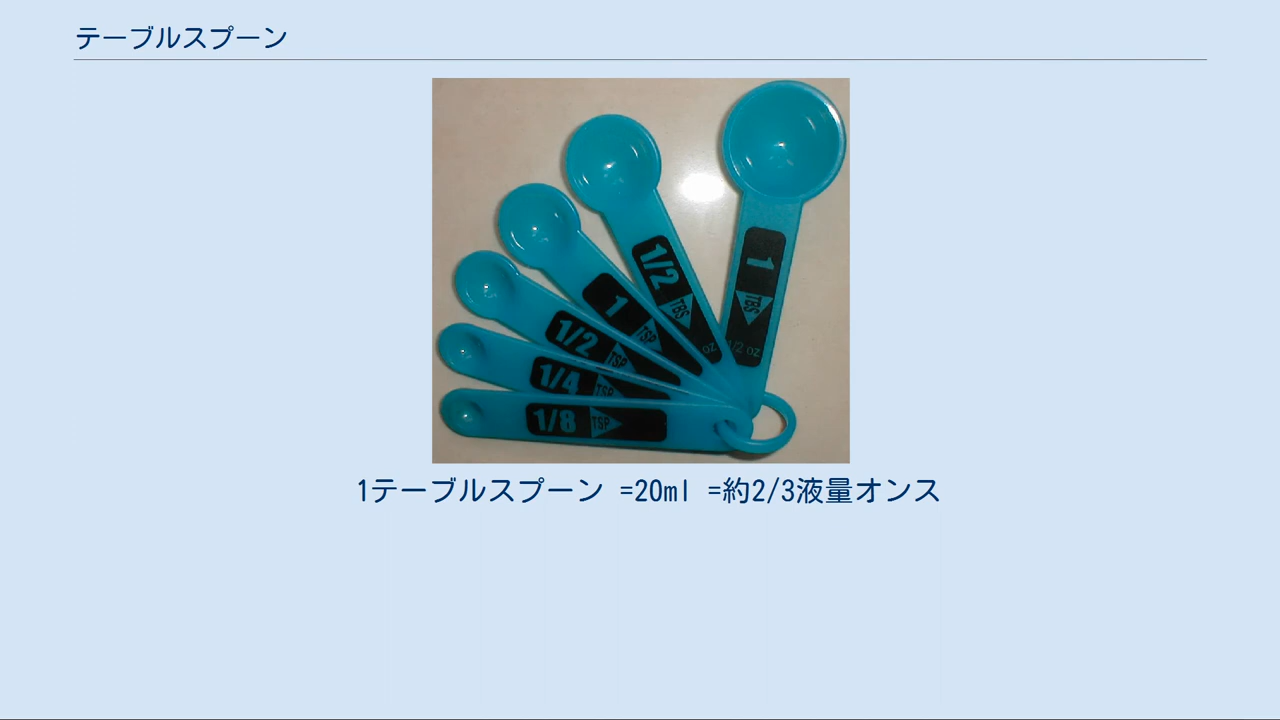 テーブルスプーン
1
TBS
1/2 oz
1/2
TBS
oz
1
TSP
1/2
TSP
1/4
TSP
1/8
TSP
1テーブルスプーン =20ml =約2/3液量オンス